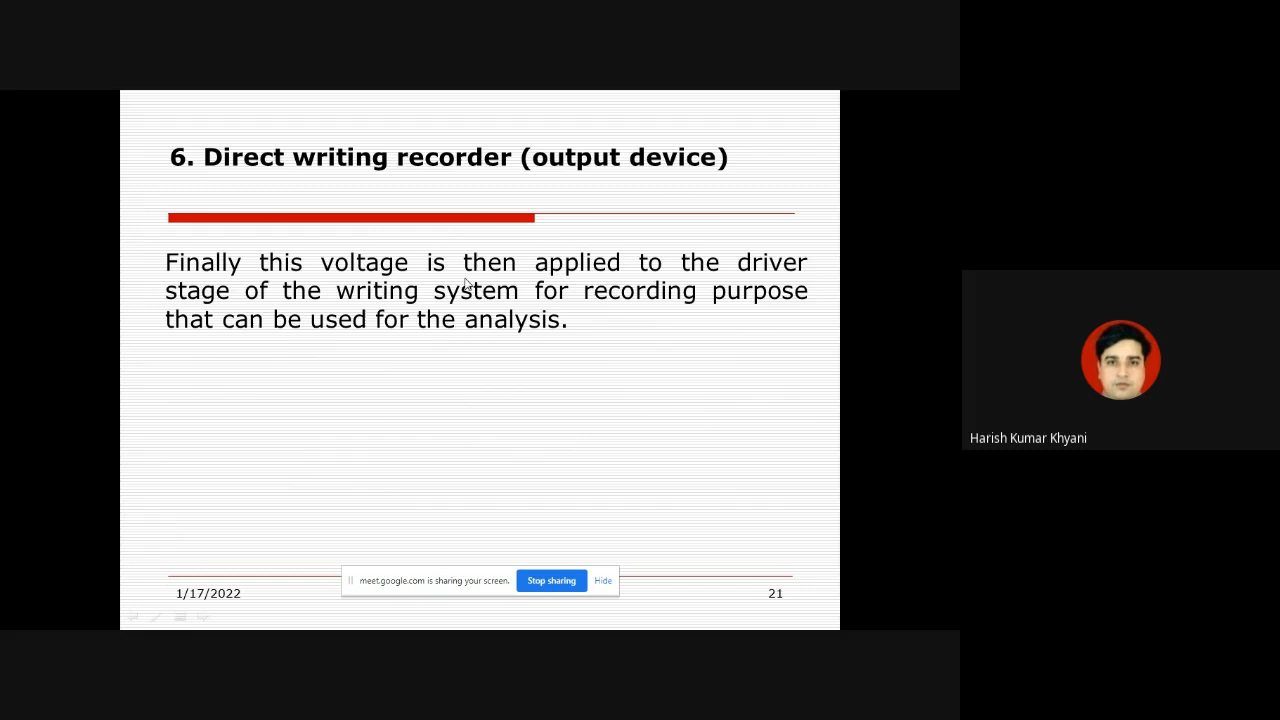 6. Direct writing recorder (output device)
Finally this voltage is then applied to the driver
stage of the writing system for recording purpose
that can be used for the analysis.
meet.google.com is sharing your screen.
Stop sharing
Hide
1/17/2022
21
Harish Kumar Khyani